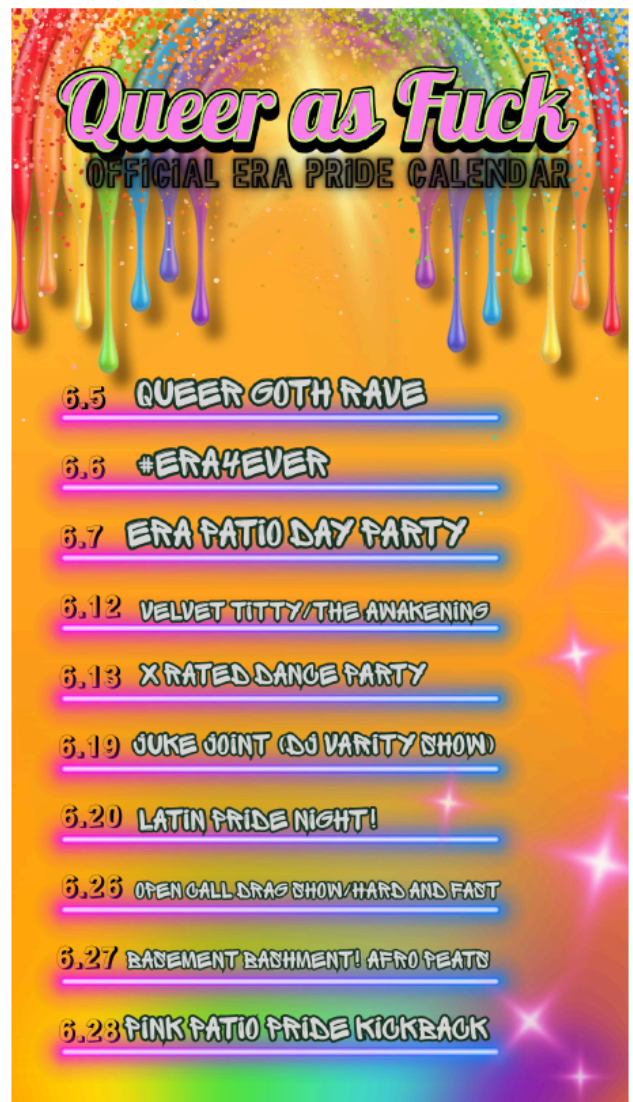 Queer as Fuck
OFFICIAL ERA PRIDE CALENDAR
6.5 QUEER GOTH RAVE
6.6 #ERA4EVER
6.7 ERA PATIO DAY PARTY
6.12 VELVET TITTY/THE AWAKENING
6.13 X RATED DANCE PARTY
6.19 JUKE JOINT (DJ VARITY SHOW)
6.20 LATIN PRIDE NIGHT!
6.26 OPEN CALL DRAG SHOW/HARD AND FAST
6.27 BASEMENT BASHMENT! AFRO PEATS
6.28 PINK PATIO PRIDE KICKBACK